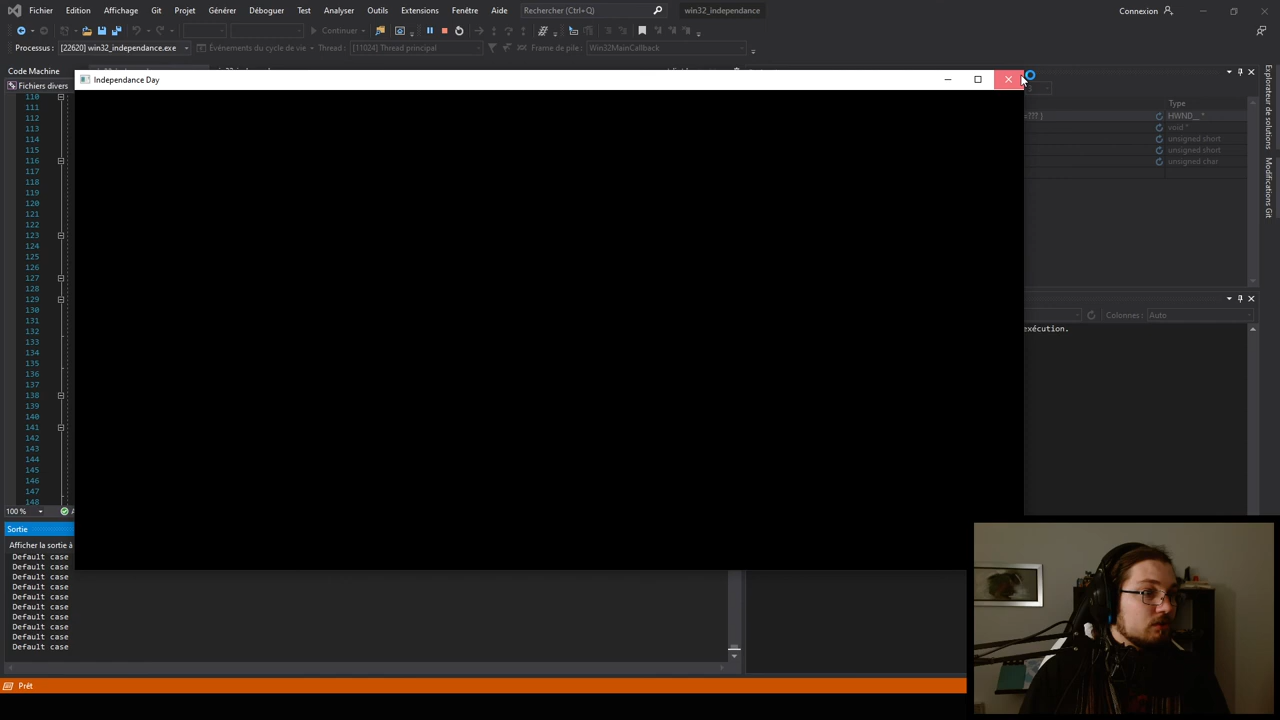 Fichier Edition Affichage Git Projet Générer Déboguer Test Analyser Outils Extensions Fenêtre Aide Rechercher (Ctrl+Q) win32_independance Connexion
Continuer
Processus : [22620] win32_independance.exe Événements du cycle de vie Thread : [11024] Thread principal Frame de pile : Win32MainCallback
Code Machine
Fichiers divers
Independance Day
Type
=??? } HWND__ *
void *
unsigned short
unsigned short
unsigned char
Explorateur de solutions
Modifications Git
110
111
112
113
114
115
116
117
118
119
120
121
122
123
124
125
126
127
128
129
130
131
132
133
134
135
136
137
138
139
140
141
142
143
144
145
146
147
148
Colonnes : Auto
exécution.
100 %
Sortie
Afficher la sortie à
Default case
Default case
Default case
Default case
Default case
Default case
Default case
Default case
Default case
Default case
Prêt